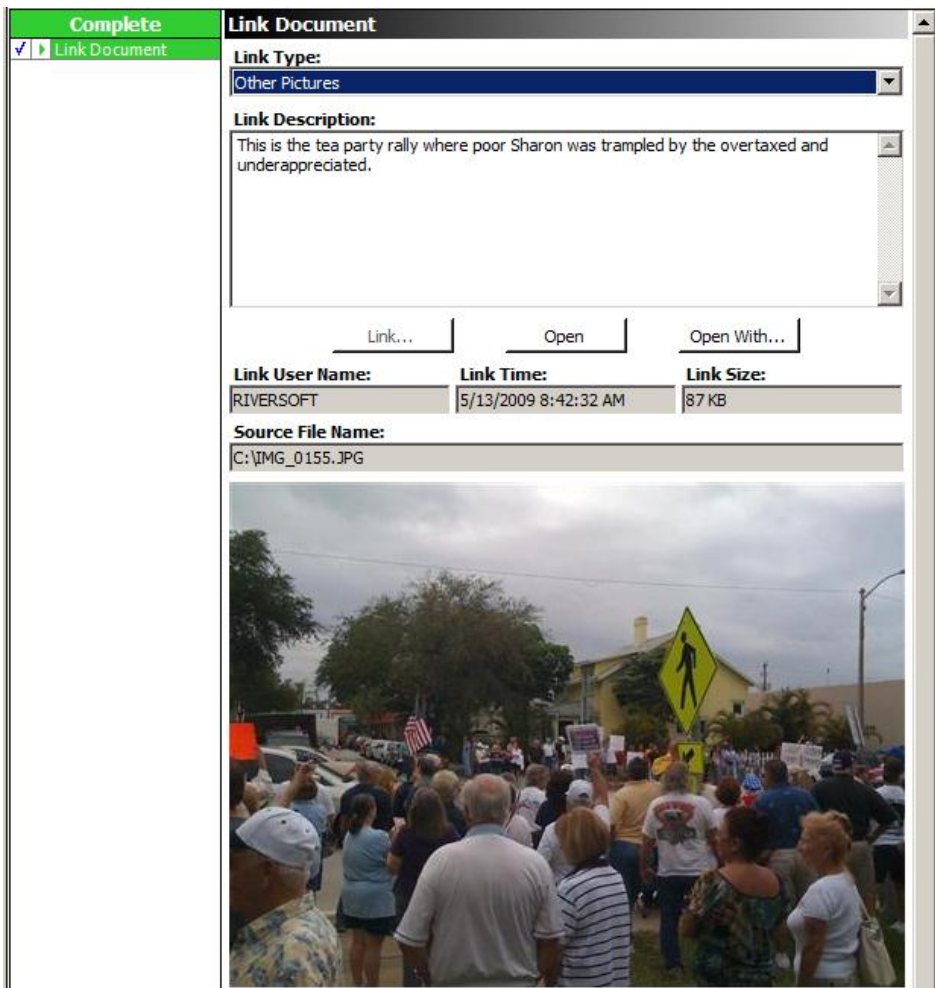 Complete
Link Document
Link Document
Link Type:
Other Pictures
Link Description:
This is the tea party rally where poor Sharon was trampled by the overtaxed and
underappreciated.
Link...
Open
Open With...
Link User Name:
Link Time:
Link Size:
RIVERSOFT
5/13/2009 8:42:32 AM
87 KB
Source File Name:
C:\IMG_0155.JPG